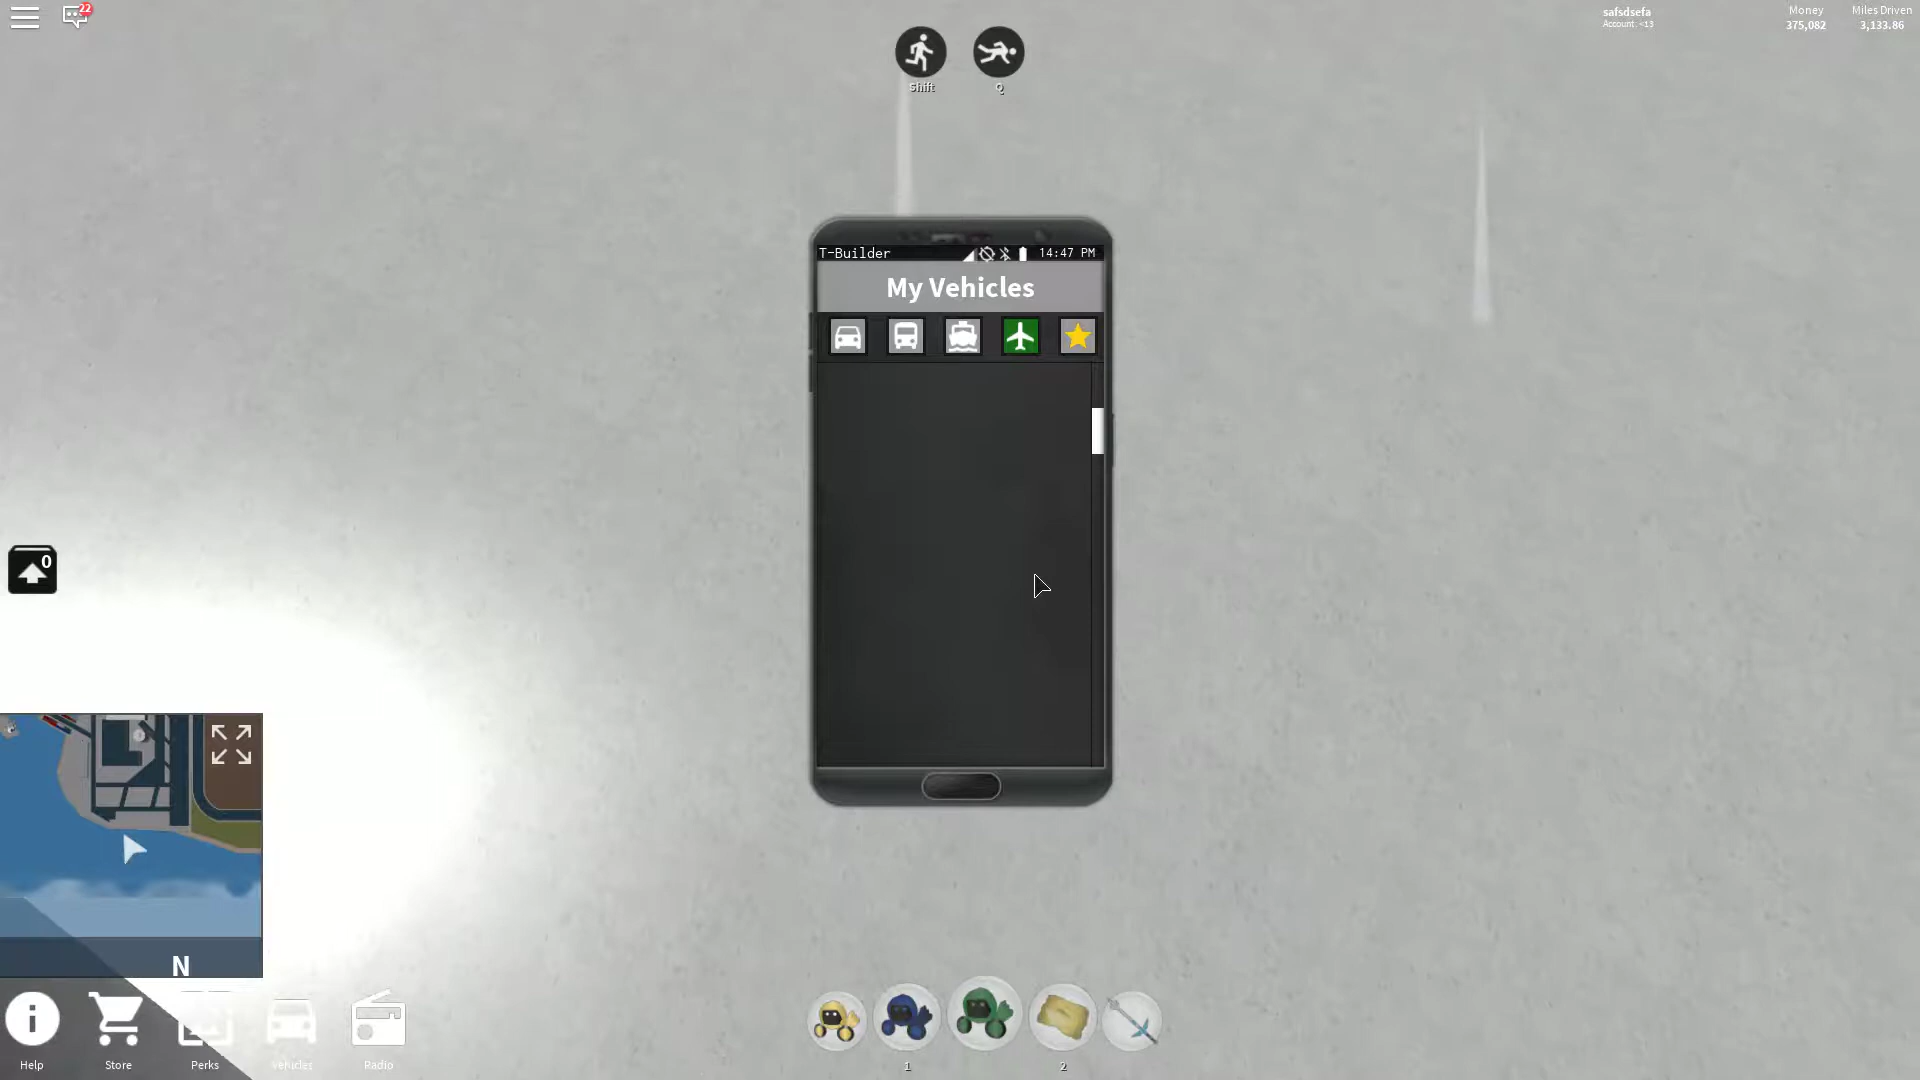 22
safsdsefa
Account: <13
Money
375,082
Miles Driven
3,133.86
Shift
Q
T-Builder
14:47 PM
My Vehicles
0
N
Help
Store
Perks
Vehicles
Radio
1
2